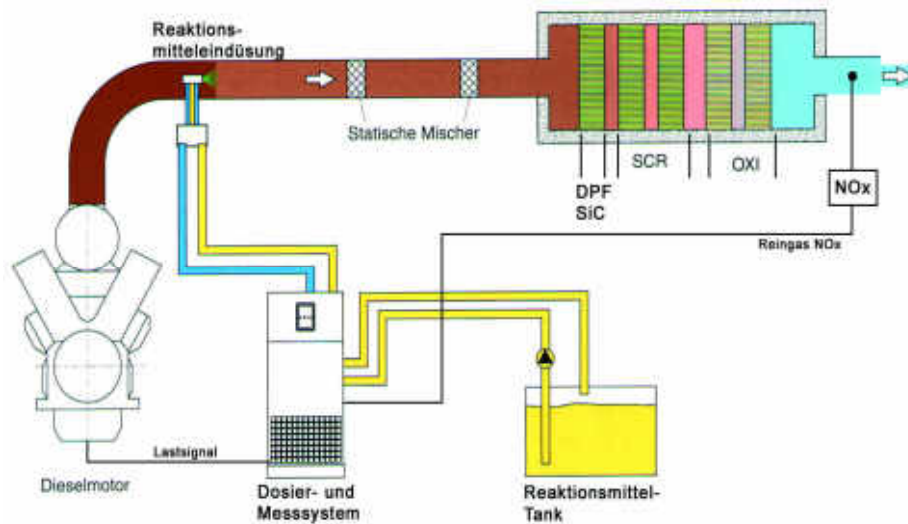 Reaktions-
mitteleindüsung
Statische Mischer
SCR
OXI
DPF
SiC
NOx
Reingas NOx
Lastsignal
Dieselmotor
Dosier- und
Messsystem
Reaktionsmittel-
Tank